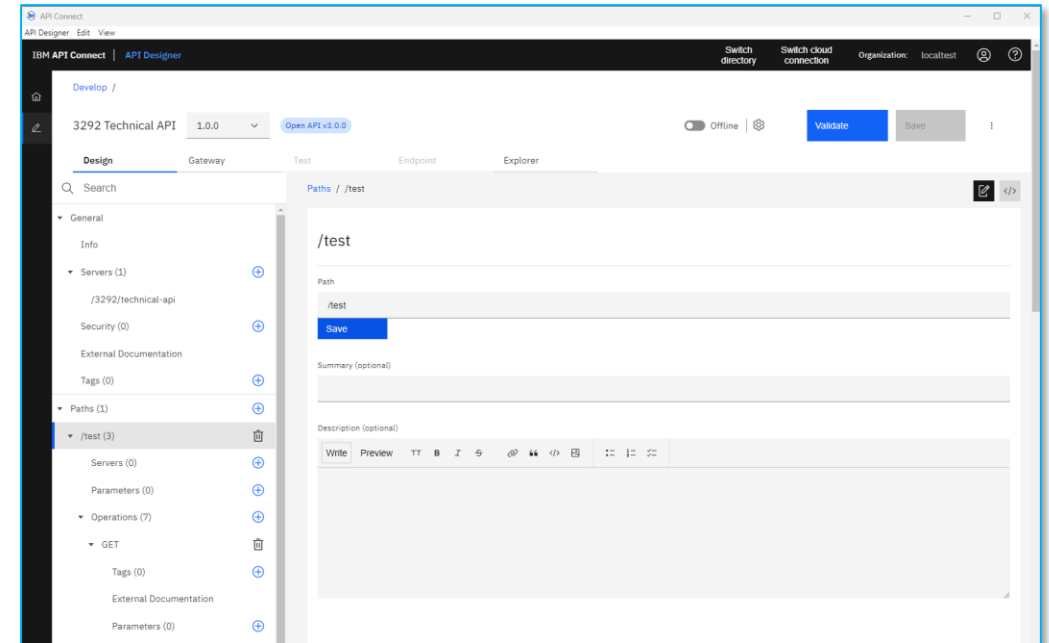 API Connect
API Designer Edit View
IBM API Connect | API Designer
Switch directory
Switch cloud connection
Organization: localtest
Develop /
3292 Technical API 1.0.0 Open API v3.0.0 Offline Validate Save
Design Gateway Test Endpoint Explorer
Search
Paths / /test
General
Info
Servers (1)
/3292/technical-api
Security (0)
External Documentation
Tags (0)
Paths (1)
/test (3)
Servers (0)
Parameters (0)
Operations (7)
GET
Tags (0)
External Documentation
Parameters (0)
/test
Path
/test
Save
Summary (optional)
Description (optional)
Write Preview TT B I S